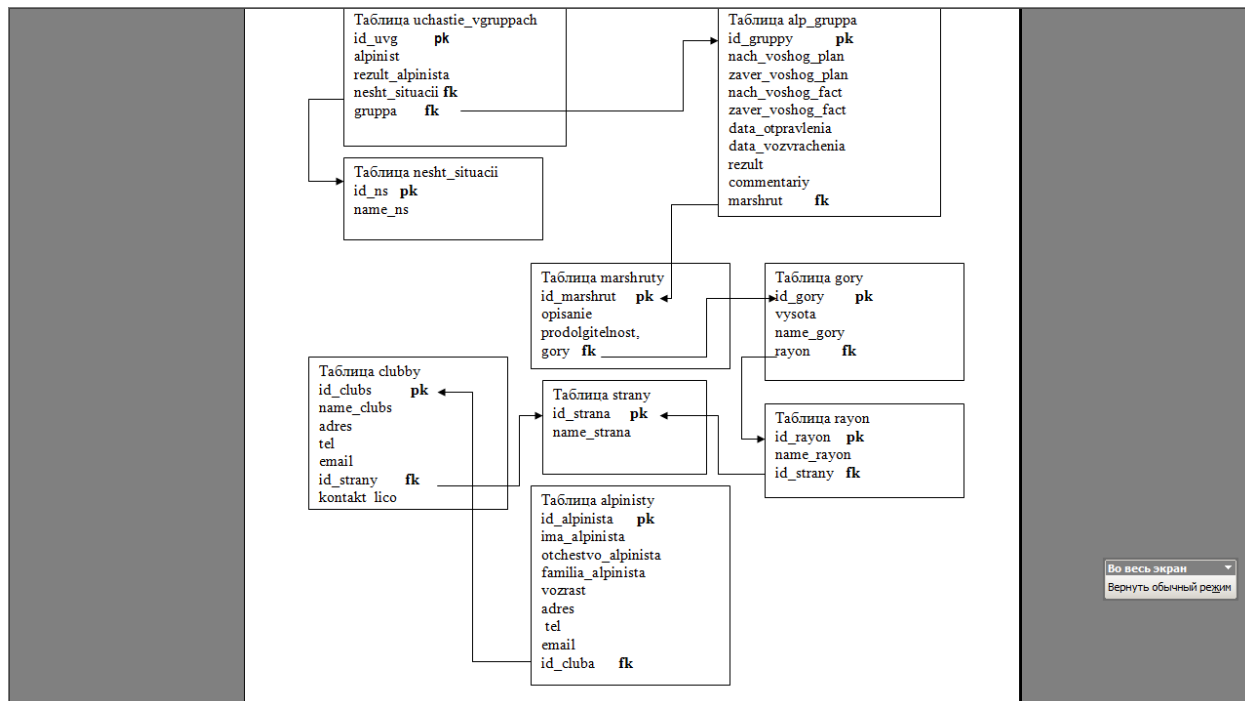 Таблица uchastie_vgruppach
id_uvg pk
alpinist
rezult_alpinista
nesht_situacii fk
gruppa fk
Таблица alp_gruppa
id_gruppy pk
nach_voshog_plan
zaver_voshog_plan
nach_voshog_fact
zaver_voshog_fact
data_otpravlenia
data_vozvrachenia
rezult
commentariy
marshrut fk
Таблица nesht_situacii
id_ns pk
name_ns
Таблица marshruty
id_marshrut pk
opisanie
prodolgitelnost,
gory fk
Таблица gory
id_gory pk
vysota
name_gory
rayon fk
Таблица clubby
id_clubs pk
name_clubs
adres
tel
email
id_strany fk
kontakt_lico
Таблица strany
id_strana pk
name_strana
Таблица rayon
id_rayon pk
name_rayon
id_strany fk
Таблица alpinisty
id_alpinista pk
ima_alpinista
otchestvo_alpinista
familia_alpinista
vozrast
adres
tel
email
id_cluba fk
Во весь экран
Вернуть обычный режим